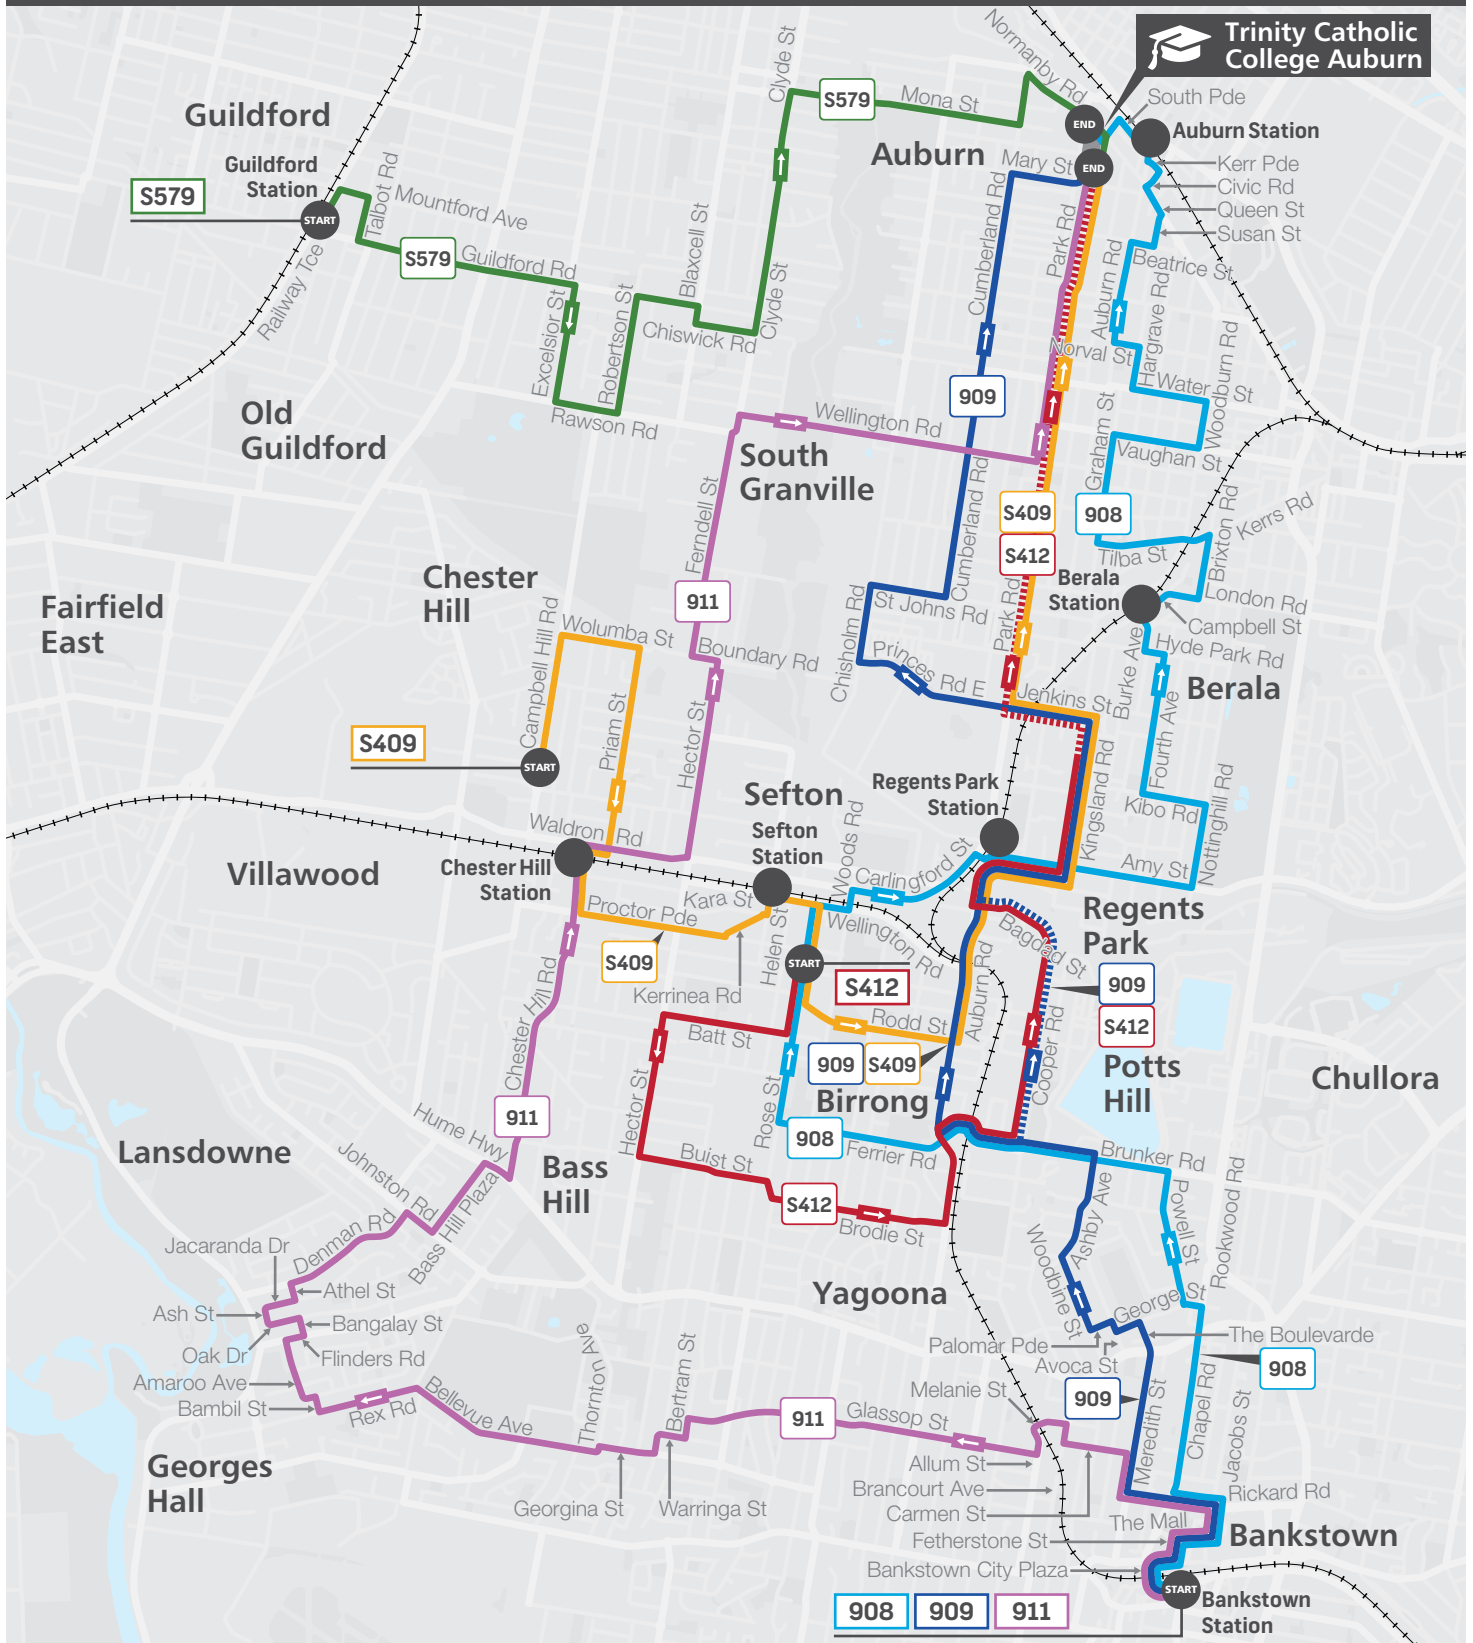 Trinity Catholic
College Auburn
Normanby Rd
South Pde
Auburn Station
Kerr Pde
Civic Rd
Queen St
Susan St
Clyde St
S579
Mona St
END
END
Auburn
Mary St
Guildford
Guildford
Station
S579
START
Talbot Rd
Mountford Ave
S579
Guildford Rd
Railway Tce
Excelsior St
Robertson St
Blaxcell St
Chiswick Rd
Clyde St
Rawson Rd
Cumberland Rd
Park Rd
Auburn Rd
Beatrice St
Hargrave Rd
Norval St
Water St
Woodburn Rd
Graham St
Vaughan St
909
Old
Guildford
Wellington Rd
South
Granville
Ferndell St
Cumberland Rd
S409
S412
908
Tilba St
Brixton Rd
Kerrs Rd
London Rd
Campbell St
Berala
Station
Hyde Park Rd
Berala
Fairfield
East
Chester
Hill
911
Wolumba St
Boundary Rd
Campbell Hill Rd
Priam St
Hector St
S409
START
St Johns Rd
Chisholm Rd
Princes Rd E
Park Rd
Jenkins St
Burke Ave
Fourth Ave
Kingsland Rd
Kibo Rd
Nottinghill Rd
Amy St
Regents Park
Station
Sefton
Sefton
Station
Woods Rd
Carlingford St
Waldron Rd
Chester Hill
Station
Villawood
Proctor Pde
Kara St
S409
Kerrinea Rd
Helen St
Wellington Rd
START
S412
Regents
Park
Bagdad St
Auburn Rd
Rodd St
909
S412
Cooper Rd
Potts
Hill
Chullora
Chester Hill Rd
Batt St
Hector St
Rose St
909
S409
Birrong
908
Ferrier Rd
911
Hume Hwy
Lansdowne
Johnston Rd
Bass Hill Plaza
Bass
Hill
Buist St
S412
Brodie St
Brunker Rd
Ashby Ave
Powell St
Rookwood Rd
Woodbine St
George St
Palomar Pde
Avoca St
The Boulevarde
908
Yagoona
Denman Rd
Jacaranda Dr
Athel St
Ash St
Bangalay St
Oak Dr
Flinders Rd
Amaroo Ave
Bambil St
Rex Rd
Bellevue Ave
Thornton Ave
Bertram St
Georgina St
Warringa St
Georges
Hall
911
Glassop St
Melanie St
909
Meredith St
Chapel Rd
Jacobs St
Allum St
Brancourt Ave
Carmen St
Rickard Rd
The Mall
Fetherstone St
Bankstown
Bankstown City Plaza
START
Bankstown
Station
908
909
911